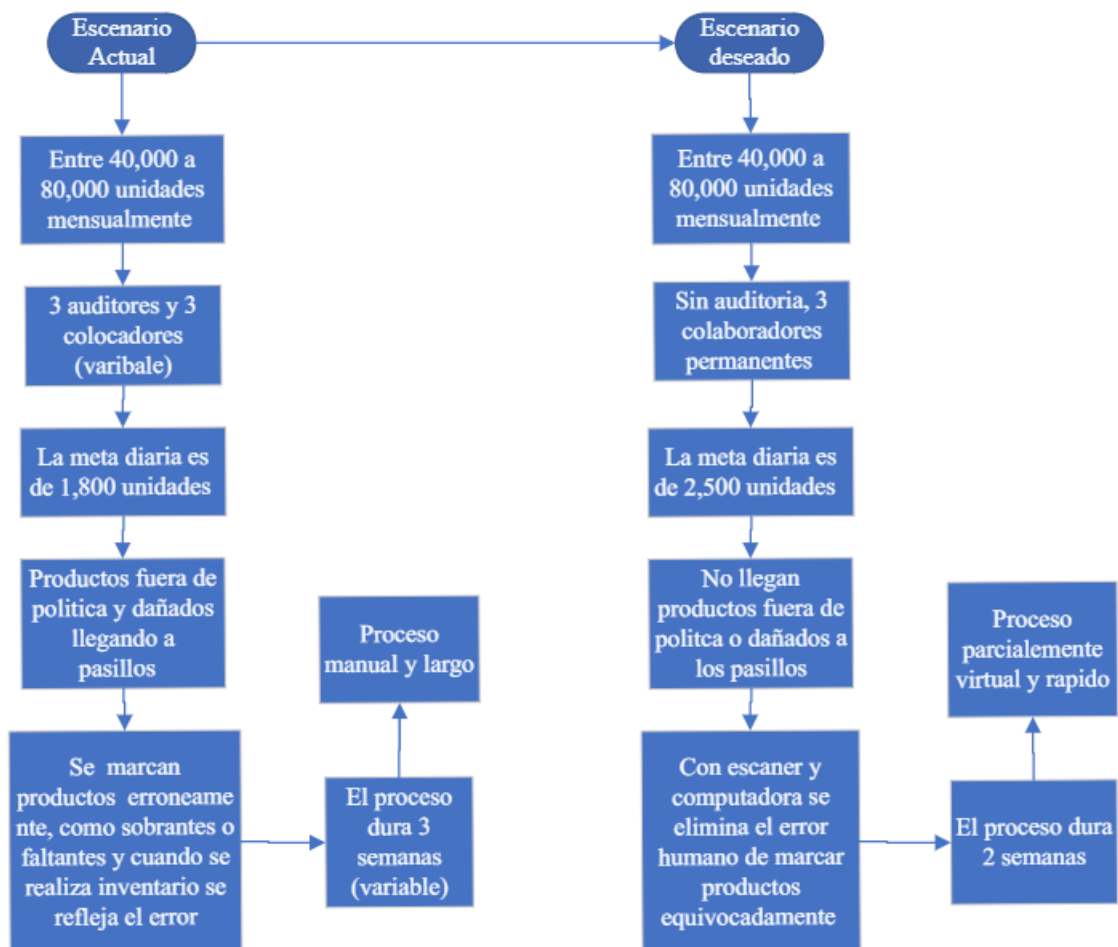 Escenario
Actual
Escenario
deseado
Entre 40,000 a
80,000 unidades
mensualmente
Entre 40,000 a
80,000 unidades
mensualmente
3 auditores y 3
colocadores
(varibale)
Sin auditoria, 3
colaboradores
permanentes
La meta diaria es
de 1,800 unidades
La meta diaria es
de 2,500 unidades
Productos fuera de
politica y dañados
llegando a
pasillos
No llegan
productos fuera de
politca o dañados a
los pasillos
Se marcan
productos erroneame
nte, como sobrantes o
faltantes y cuando se
realiza inventario se
refleja el error
El proceso
dura 3
semanas
(variable)
Proceso
manual y largo
Con escaner y
computadora se
elimina el error
humano de marcar
productos
equivocadamente
El proceso dura
2 semanas
Proceso
parcialemente
virtual y rapido